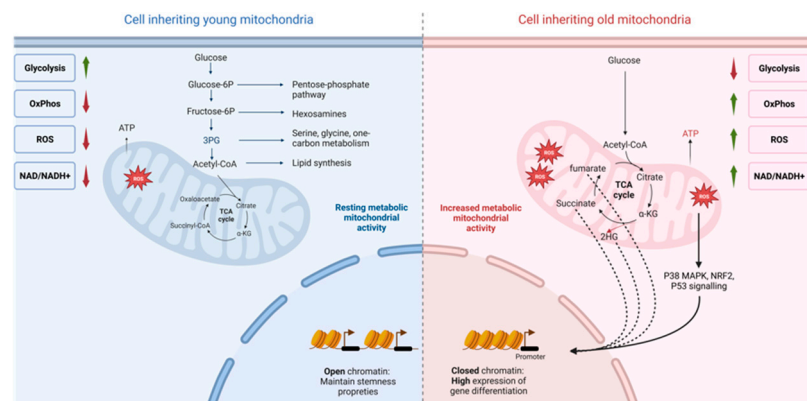 Cell inheriting young mitochondria
Glycolysis
OxPhos
ROS
NAD/NADH+
ATP
ROS
Glucose
Glucose-6P
Pentose-phosphate
pathway
Fructose-6P
Hexosamines
3PG
Serine, glycine, one-
carbon metabolism
Acetyl-CoA
Lipid synthesis
Oxaloacetate
Citrate
TCA
cycle
Succinyl-CoA
α-KG
Resting metabolic
mitochondrial
activity
Open chromatin:
Maintain stemness
propreties
Cell inheriting old mitochondria
Glucose
Glycolysis
OxPhos
ROS
NAD/NADH+
ATP
Acetyl-CoA
ROS
ROS
fumarate
Citrate
TCA
cycle
Succinate
α-KG
2HG
ROS
Increased metabolic
mitochondrial
activity
P38 MAPK, NRF2,
P53 signalling
Promoter
Closed chromatin:
High expression of
gene differentiation